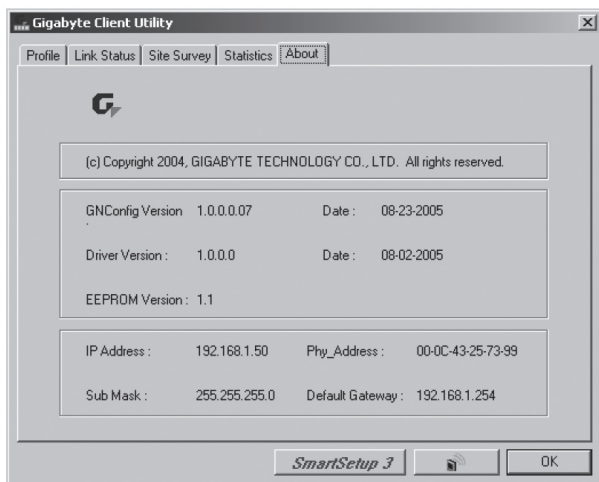 Gigabyte Client Utility
Profile Link Status Site Survey Statistics About
G
(c) Copyright 2004, GIGABYTE TECHNOLOGY CO., LTD. All rights reserved.
GNConfig Version : 1.0.0.0.07 Date : 08-23-2005
Driver Version : 1.0.0.0 Date : 08-02-2005
EEPROM Version : 1.1
IP Address : 192.168.1.50 Phy_Address : 00-0C-43-25-73-99
Sub Mask : 255.255.255.0 Default Gateway : 192.168.1.254
SmartSetup 3 OK